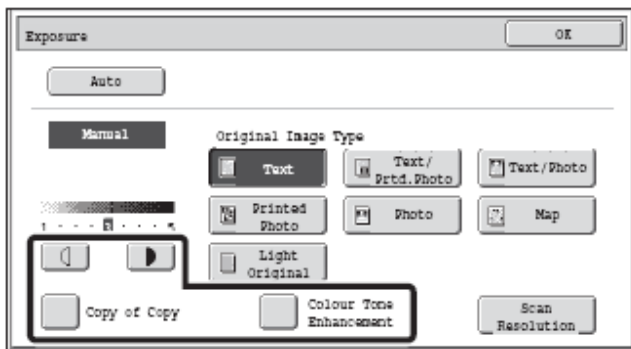 Exposure
OK
Auto
Manual
Original Image Type
Text
Text/
Prtd.Photo
Text/Photo
Printed
Photo
Photo
Map
1 3 5
Light
Original
Copy of Copy
Colour Tone
Enhancement
Scan
Resolution